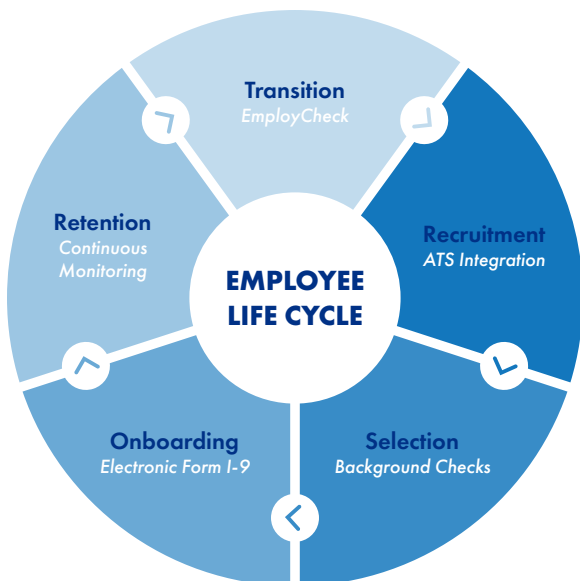 Transition
EmployCheck
Recruitment
ATS Integration
Selection
Background Checks
Onboarding
Electronic Form I-9
Retention
Continuous
Monitoring
EMPLOYEE
LIFE CYCLE